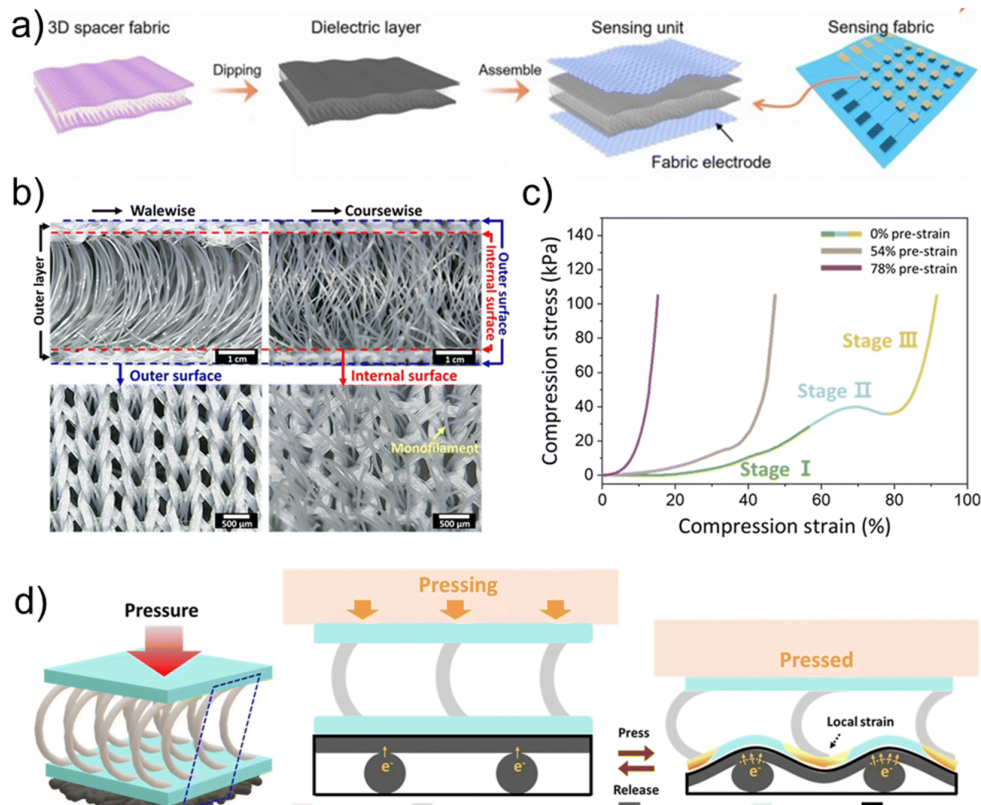 a)
3D spacer fabric
Dielectric layer
Sensing unit
Sensing fabric
Dipping
Assemble
Fabric electrode
b)
Walewise
Coursewise
Outer layer
Internal surface
Outer surface
1 cm
1 cm
Outer surface
Internal surface
Monofilament
500 μm
500 μm
c)
Compression stress (kPa)
140
120
100
80
60
40
20
0
0% pre-strain
54% pre-strain
78% pre-strain
Stage III
Stage II
Stage I
0 20 40 60 80 100
Compression strain (%)
d)
Pressure
Pressing
e-
e-
Press
Release
Pressed
Local strain
e-
e-